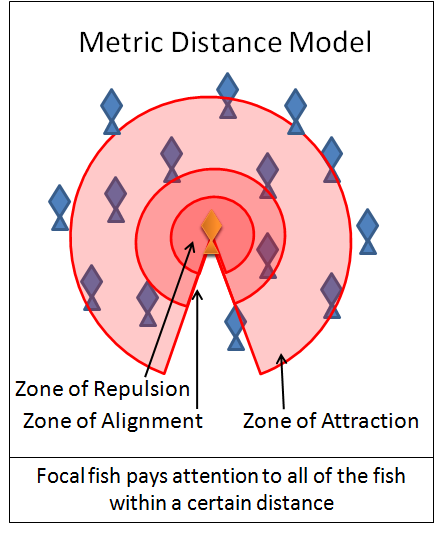 Metric Distance Model
Zone of Repulsion
Zone of Alignment
Zone of Attraction
Focal fish pays attention to all of the fish
within a certain distance